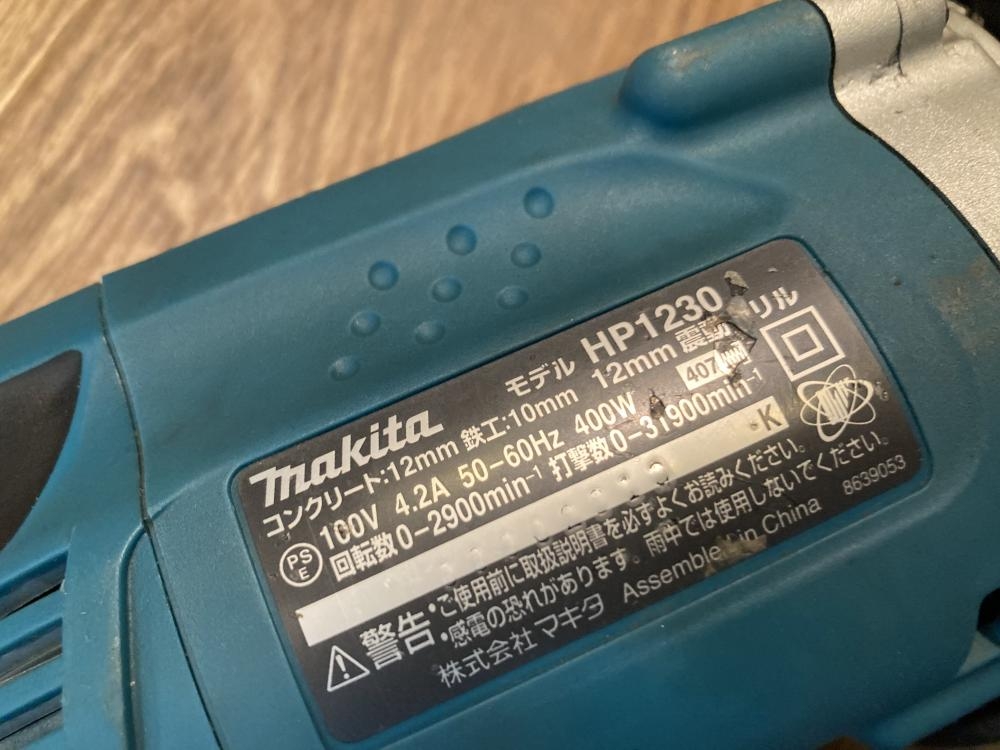 makita モデル HP1230
コンクリート:12mm 鉄工:10mm 12mm 震動ドリル
PSE 100V 4.2A 50-60Hz 400W 407
回転数0-2900min⁻¹ 打撃数0-31900min⁻¹
K
警告 •ご使用前に取扱説明書を必ずよくお読みください。
•感電の恐れがあります。雨中では使用しないでください。
株式会社 マキタ Assembled in China 8639053